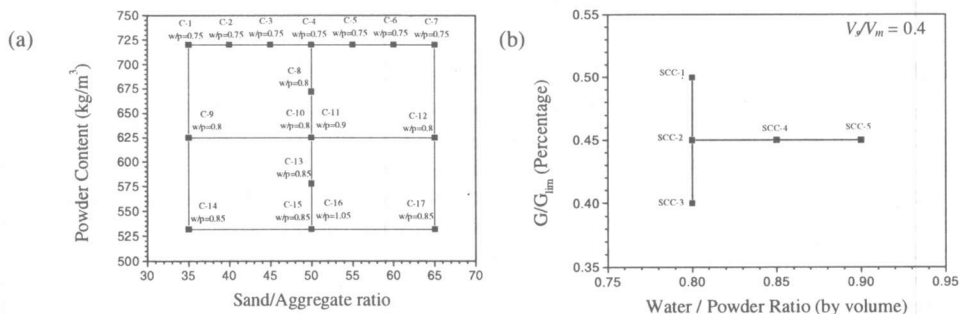 (a)
Powder Content (kg/m³)
750
725
700
675
650
625
600
575
550
525
500
C-1 C-2 C-3 C-4 C-5 C-6 C-7
w/p=0.75 w/p=0.75 w/p=0.75 w/p=0.75 w/p=0.75 w/p=0.75 w/p=0.75
C-8
w/p=0.8
C-9 C-10 C-11 C-12
w/p=0.8 w/p=0.8 w/p=0.9 w/p=0.8
C-13
w/p=0.85
C-14 C-15 C-16 C-17
w/p=0.85 w/p=0.85 w/p=1.05 w/p=0.85
30 35 40 45 50 55 60 65 70
Sand/Aggregate ratio
(b)
G/Glim (Percentage)
Vs/Vm = 0.4
0.50
0.45
0.40
0.35
SCC-1
SCC-2 SCC-4 SCC-5
SCC-3
0.75 0.80 0.85 0.90 0.95
Water / Powder Ratio (by volume)